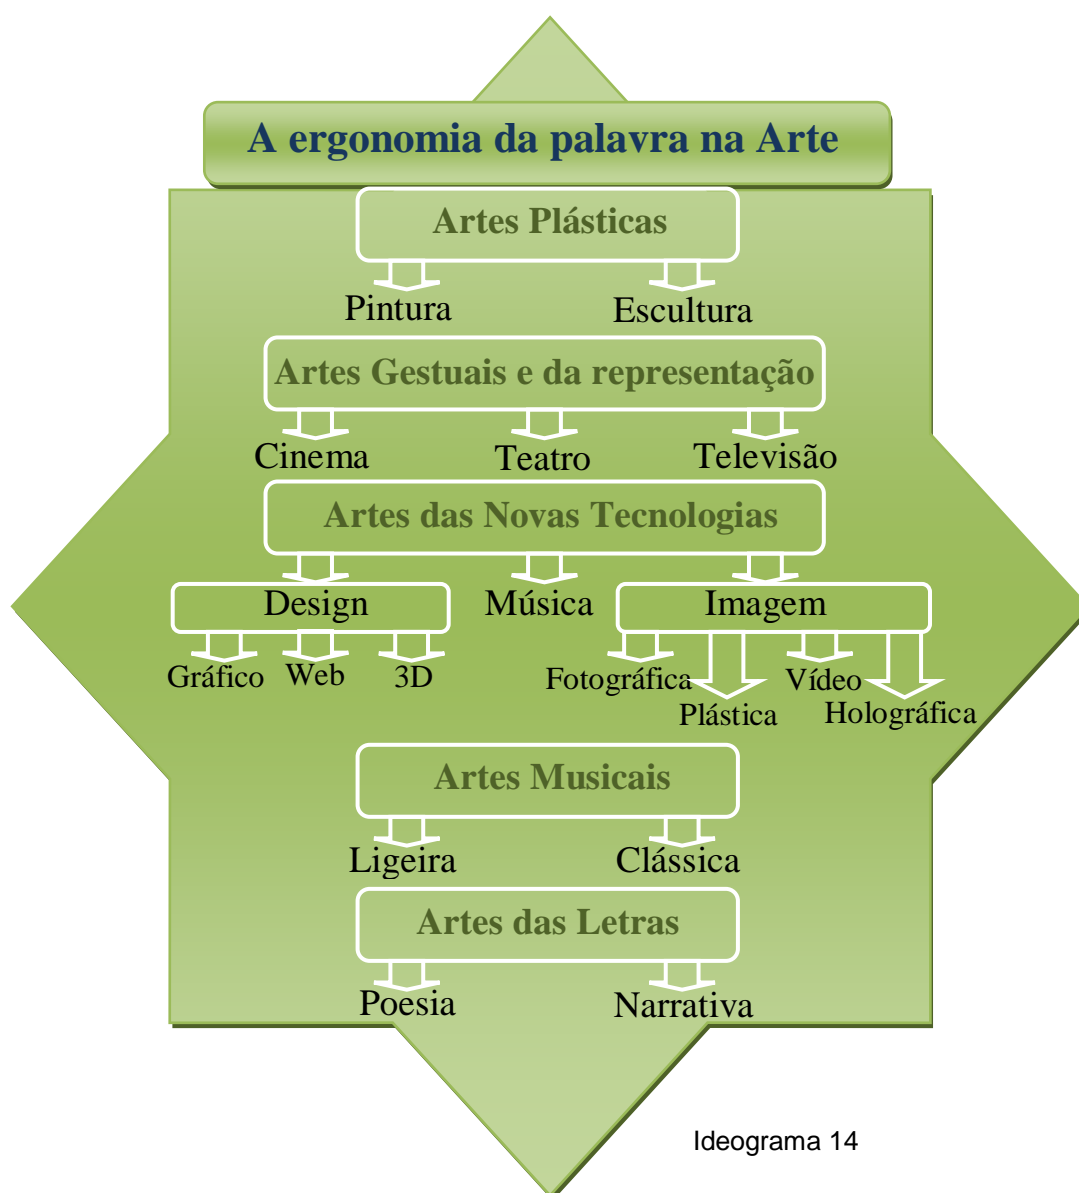 A ergonomia da palavra na Arte
Artes Plásticas
Pintura Escultura
Artes Gestuais e da representação
Cinema Teatro Televisão
Artes das Novas Tecnologias
Design Música Imagem
Gráfico Web 3D Fotográfica Vídeo
Plástica Holográfica
Artes Musicais
Ligeira Clássica
Artes das Letras
Poesia Narrativa
Ideograma 14